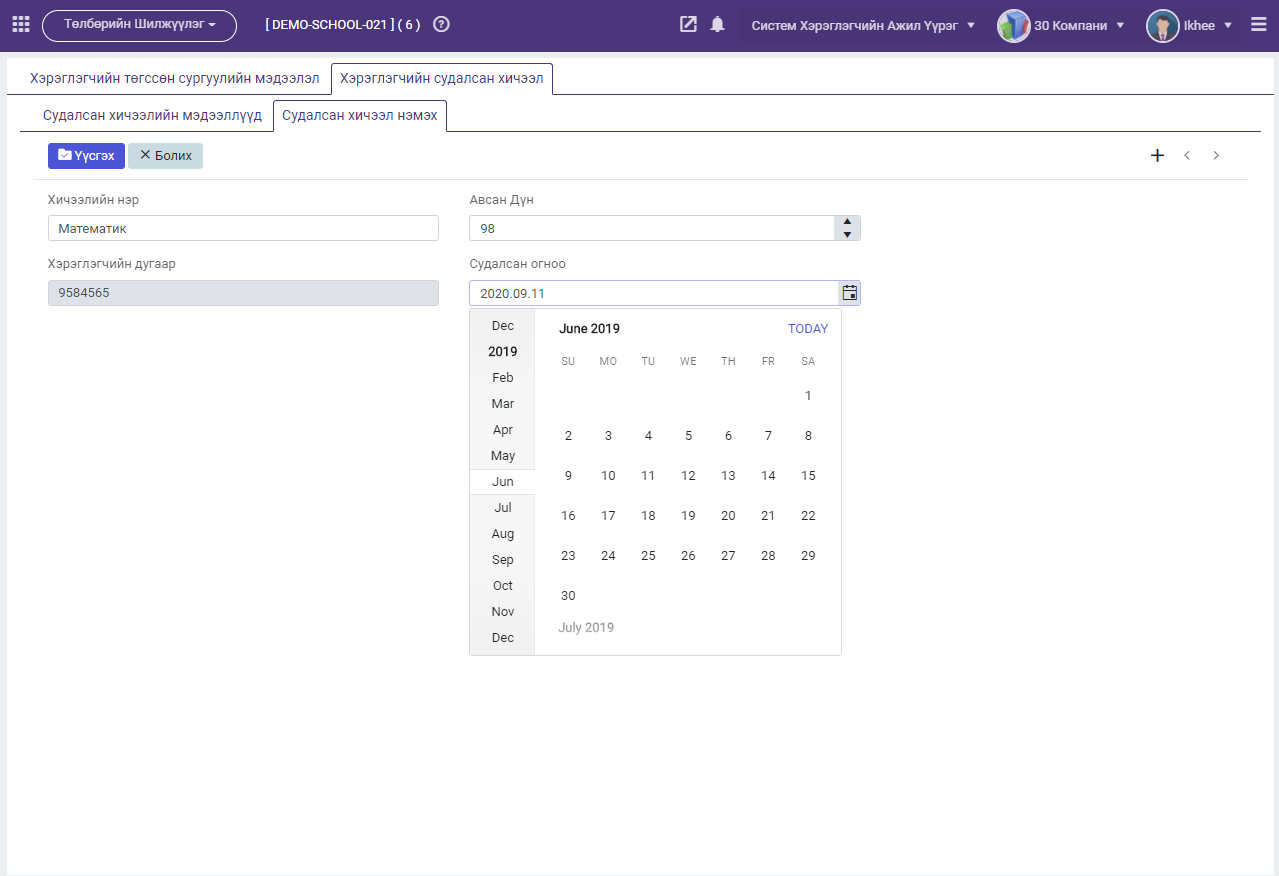 Төлбөрийн Шилжүүлэг [ DEMO-SCHOOL-021 ] ( 6 ) Систем Хэрэглэгчийн Ажил Үүрэг 30 Компани Ikhee
Хэрэглэгчийн төгссөн сургуулийн мэдээлэл Хэрэглэгчийн судалсан хичээл
Судалсан хичээлийн мэдээллүүд Судалсан хичээл нэмэх
Үүсгэх Болих
Хичээлийн нэр Авсан Дүн
Математик 98
Хэрэглэгчийн дугаар Судалсан огноо
9584565 2020.09.11
Dec June 2019 TODAY
2019 SU MO TU WE TH FR SA
Feb
Mar 1
Apr 2 3 4 5 6 7 8
May
Jun 9 10 11 12 13 14 15
Jul 16 17 18 19 20 21 22
Aug
Sep 23 24 25 26 27 28 29
Oct 30
Nov July 2019
Dec